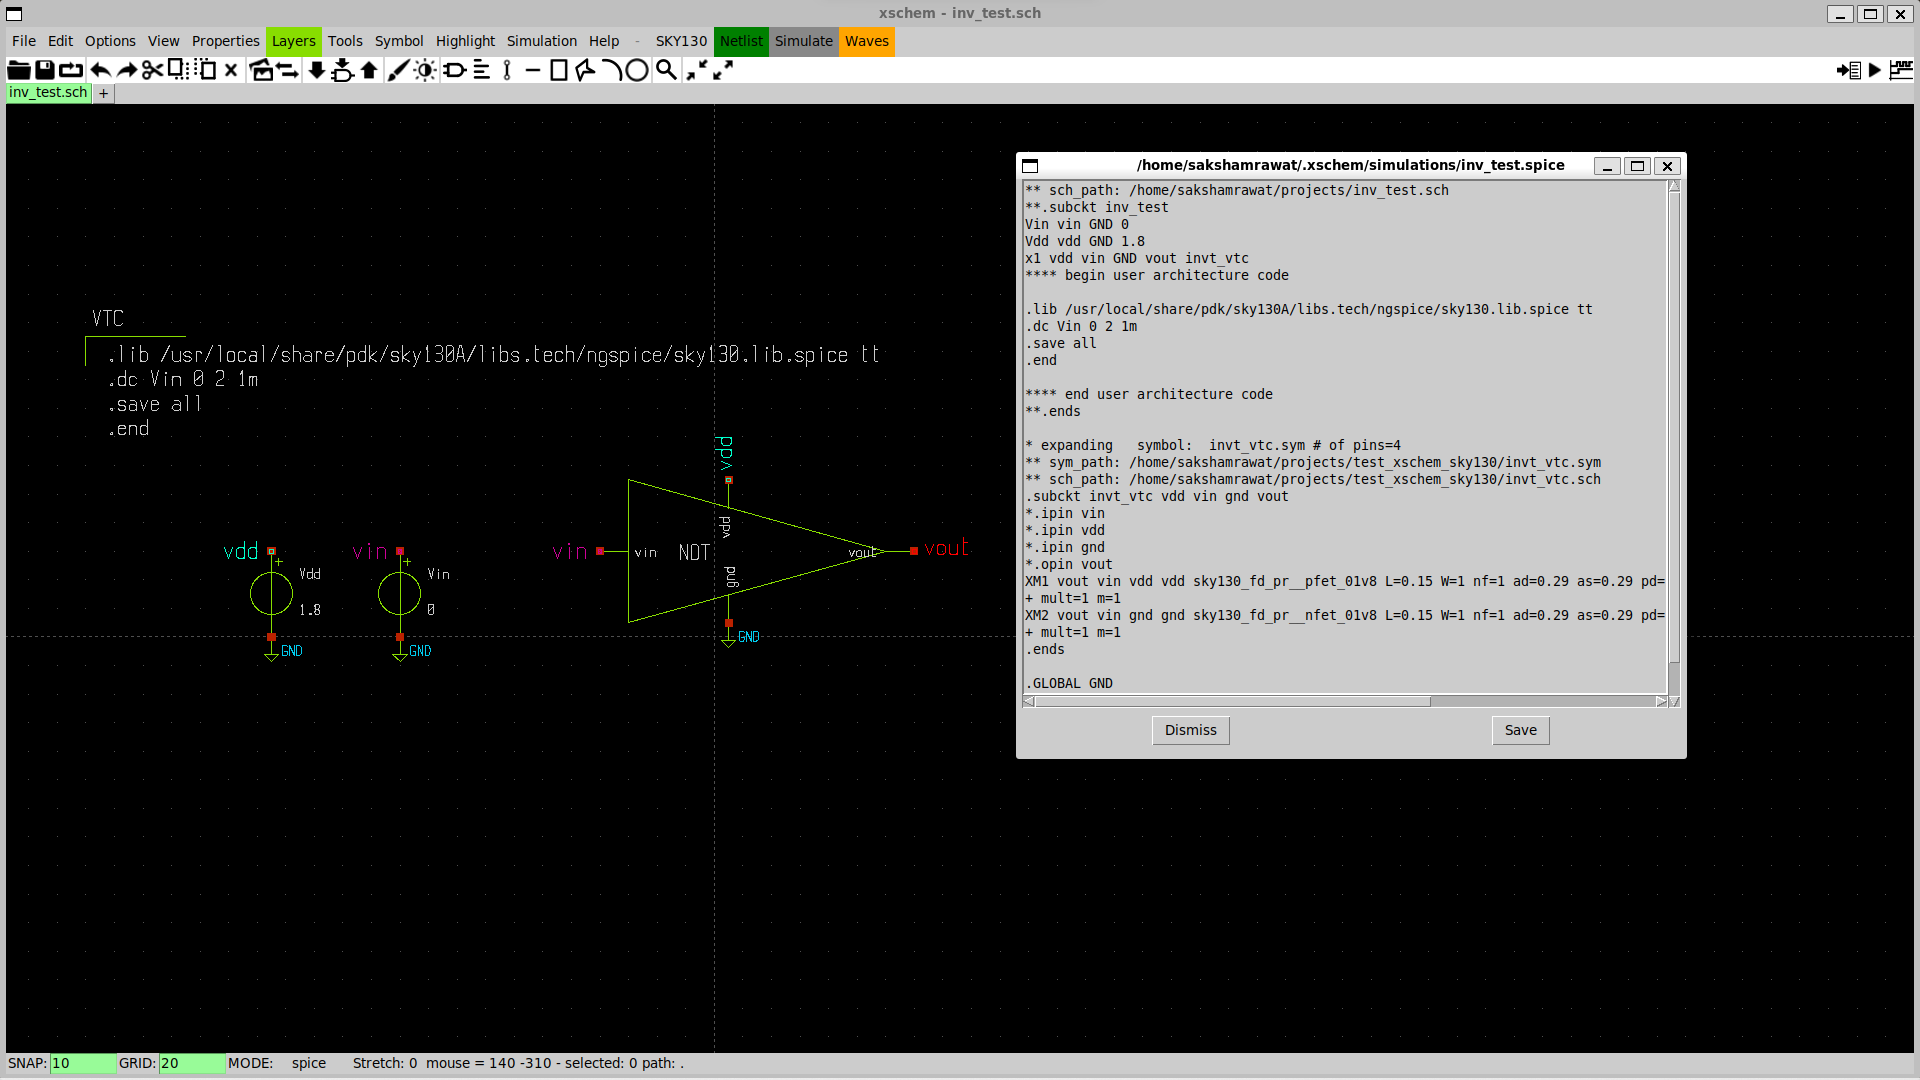 xschem - inv_test.sch
File Edit Options View Properties Layers Tools Symbol Highlight Simulation Help - SKY130 Netlist Simulate Waves
inv_test.sch +
VTC
.lib /usr/local/share/pdk/sky130A/libs.tech/ngspice/sky130.lib.spice tt
.dc Vin 0 2 1m
.save all
.end
vdd
+
Vdd
1.8
GND
vin
+
Vin
0
GND
vin
vin
NOT
vdd
vdd
gnd
GND
vout
vout
/home/sakshamrawat/.xschem/simulations/inv_test.spice
** sch_path: /home/sakshamrawat/projects/inv_test.sch
**.subckt inv_test
Vin vin GND 0
Vdd vdd GND 1.8
x1 vdd vin GND vout invt_vtc
**** begin user architecture code
.lib /usr/local/share/pdk/sky130A/libs.tech/ngspice/sky130.lib.spice tt
.dc Vin 0 2 1m
.save all
.end
**** end user architecture code
**.ends
* expanding   symbol:  invt_vtc.sym # of pins=4
** sym_path: /home/sakshamrawat/projects/test_xschem_sky130/invt_vtc.sym
** sch_path: /home/sakshamrawat/projects/test_xschem_sky130/invt_vtc.sch
.subckt invt_vtc vdd vin gnd vout
*.ipin vin
*.ipin vdd
*.ipin gnd
*.opin vout
XM1 vout vin vdd vdd sky130_fd_pr__pfet_01v8 L=0.15 W=1 nf=1 ad=0.29 as=0.29 pd=
+ mult=1 m=1
XM2 vout vin gnd gnd sky130_fd_pr__nfet_01v8 L=0.15 W=1 nf=1 ad=0.29 as=0.29 pd=
+ mult=1 m=1
.ends
.GLOBAL GND
Dismiss Save
SNAP: 10 GRID: 20 MODE: spice Stretch: 0 mouse = 140 -310 - selected: 0 path: .